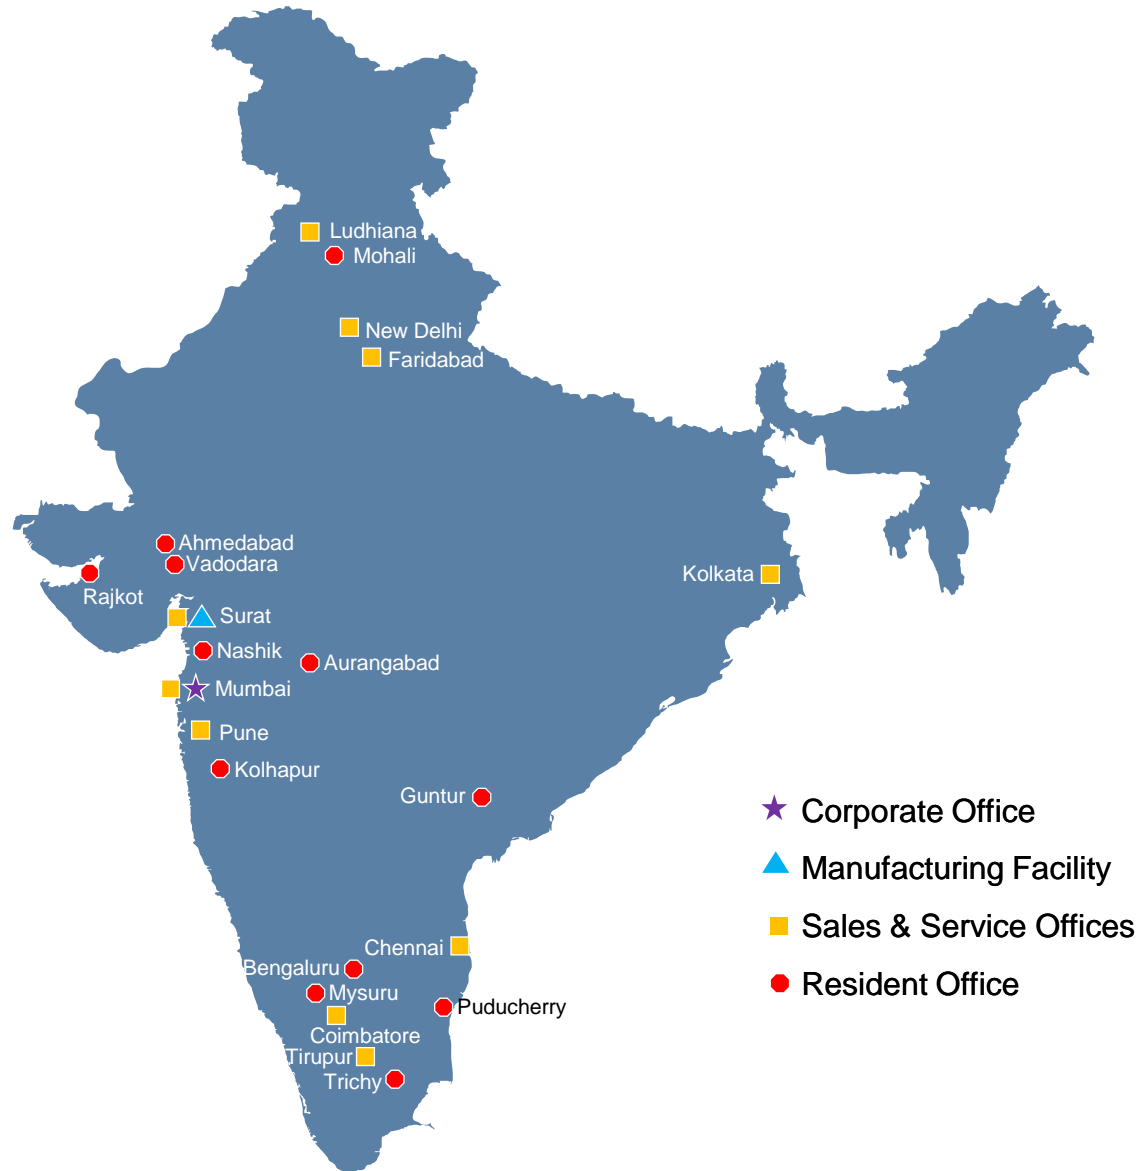 Ludhiana
Mohali
New Delhi
Faridabad
Ahmedabad
Vadodara
Kolkata
Rajkot
Surat
Nashik
Aurangabad
Mumbai
Pune
Kolhapur
Guntur
Corporate Office
Manufacturing Facility
Sales & Service Offices
Chennai
Bengaluru
Resident Office
Mysuru
Puducherry
Coimbatore
Tirupur
Trichy